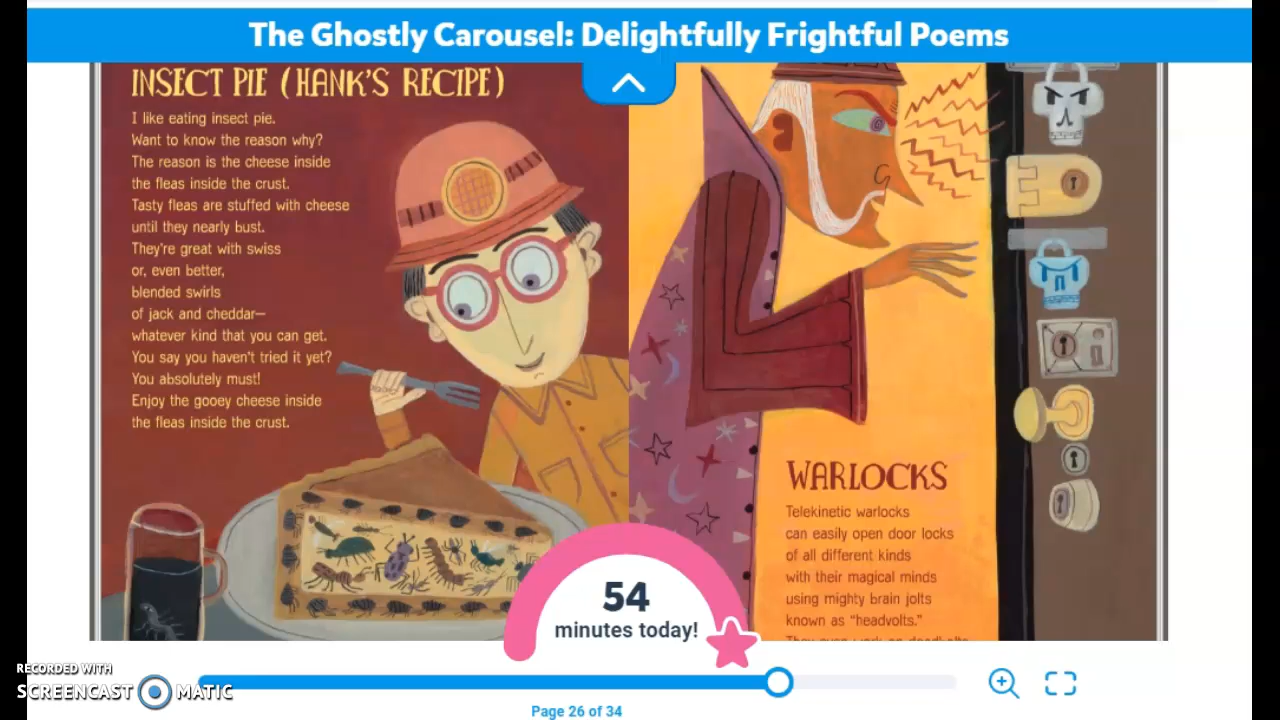 The Ghostly Carousel: Delightfully Frightful Poems
INSECT PIE (HANK'S RECIPE)
I like eating insect pie.
Want to know the reason why?
The reason is the cheese inside
the fleas inside the crust.
Tasty fleas are stuffed with cheese
until they nearly bust.
They're great with swiss
or, even better,
blended swirls
of jack and cheddar—
whatever kind that you can get.
You say you haven't tried it yet?
You absolutely must!
Enjoy the gooey cheese inside
the fleas inside the crust.
WARLOCKS
Telekinetic warlocks
can easily open door locks
of all different kinds
with their magical minds
using mighty brain jolts
known as “headvolts.”
They even work on deadbolts
54
minutes today!
RECORDED WITH
SCREENCAST MATIC
Page 26 of 34